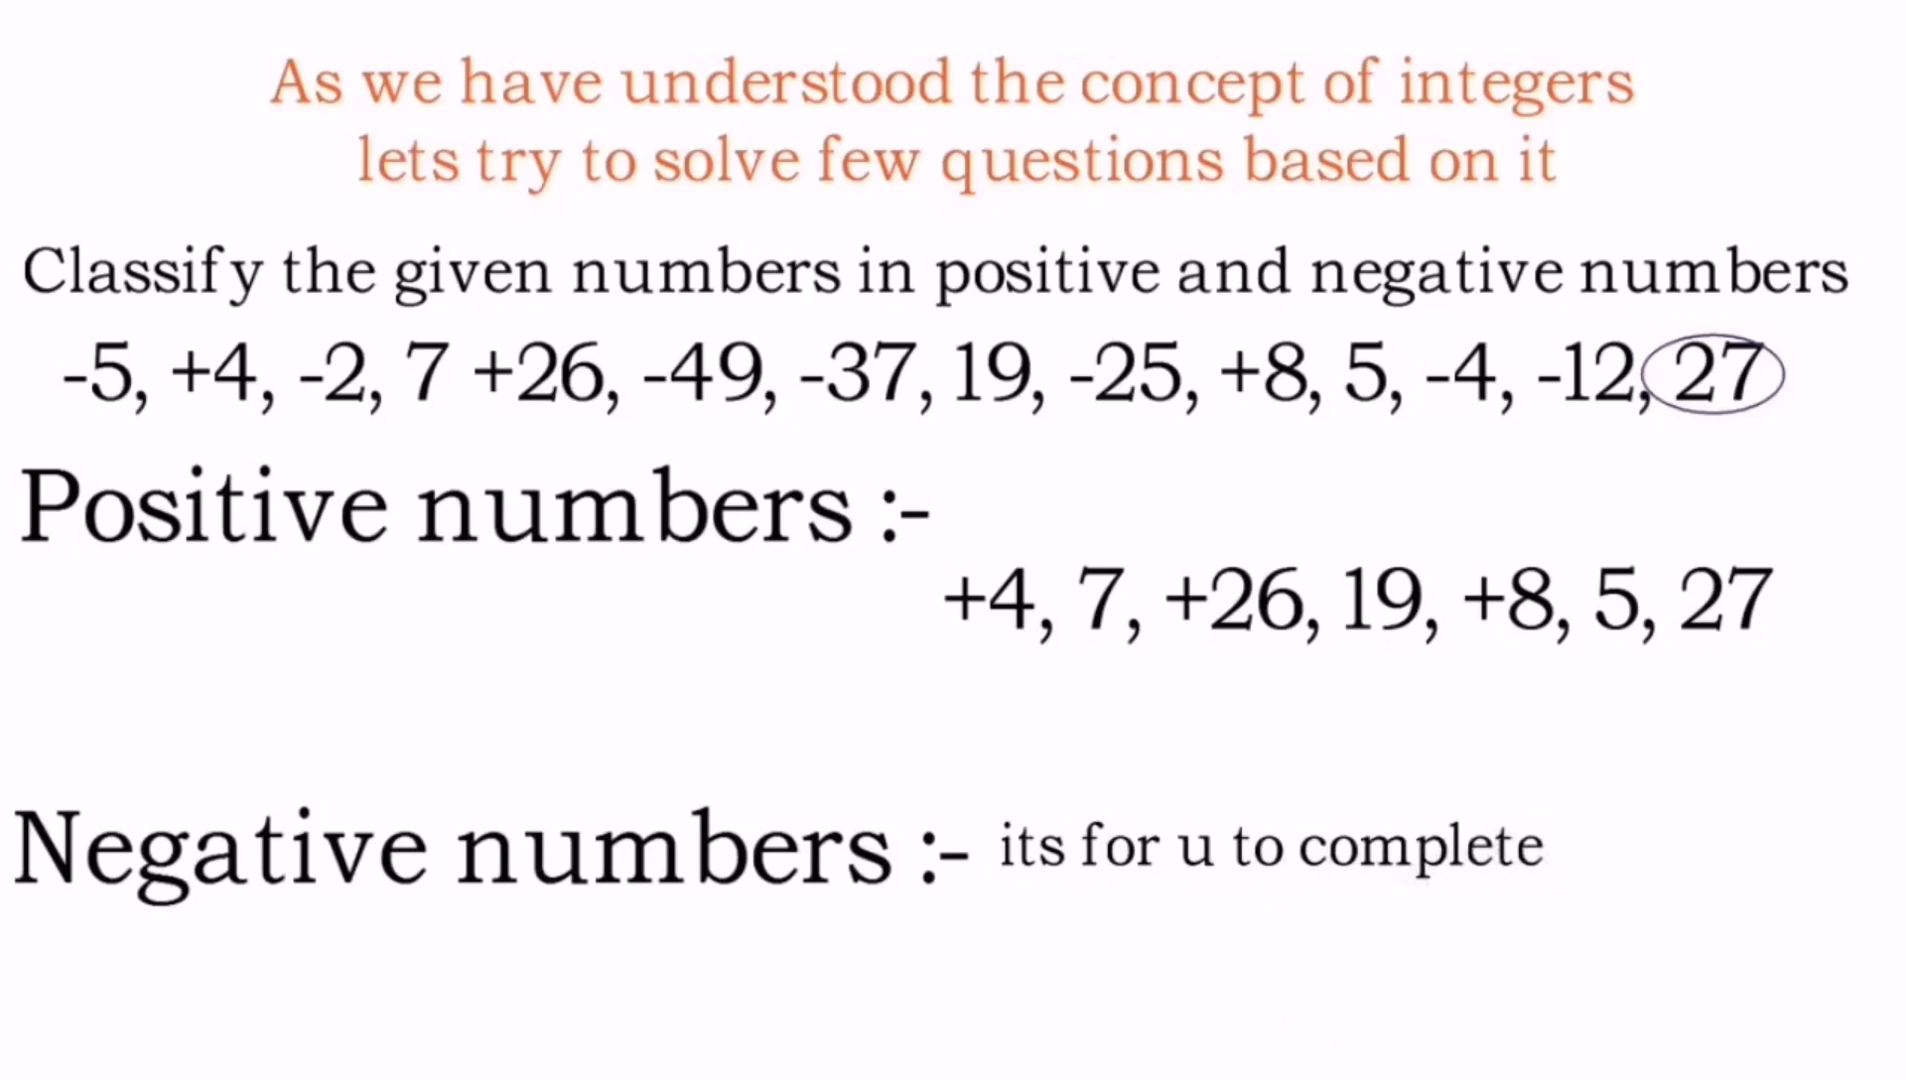 As we have understood the concept of integers
lets try to solve few questions based on it
Classify the given numbers in positive and negative numbers
-5, +4, -2, 7 +26, -49, -37, 19, -25, +8, 5, -4, -12, 27
Positive numbers :-
+4, 7, +26, 19, +8, 5, 27
Negative numbers :- its for u to complete